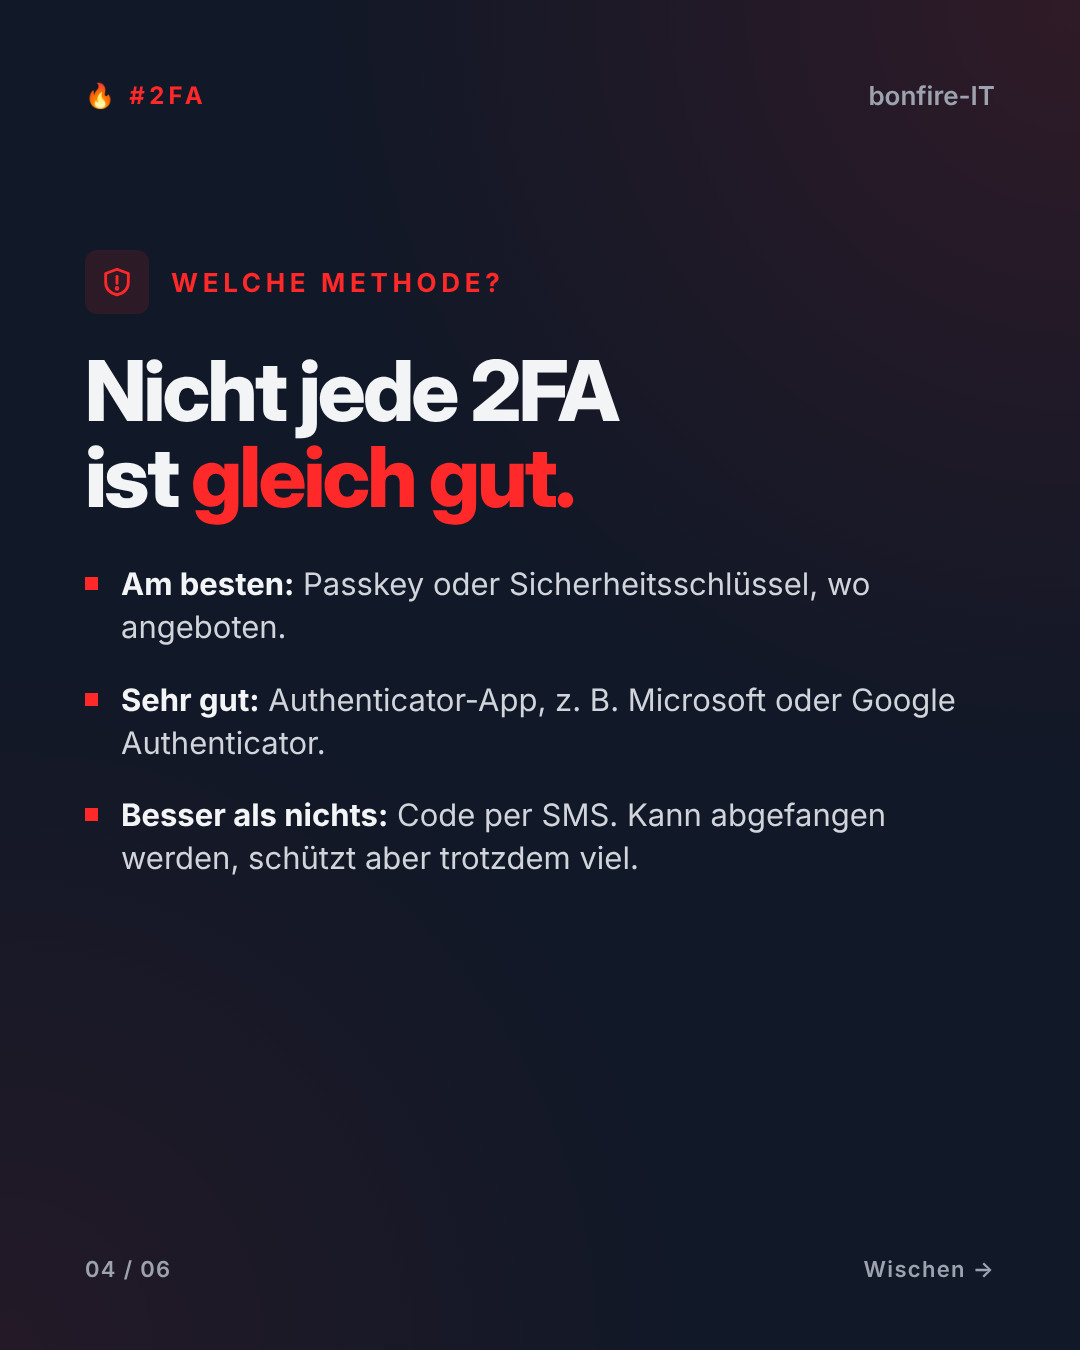 🔥 #2FA
bonfire-IT
WELCHE METHODE?
Nicht jede 2FA
ist gleich gut.
Am besten: Passkey oder Sicherheitsschlüssel, wo
angeboten.
Sehr gut: Authenticator-App, z. B. Microsoft oder Google
Authenticator.
Besser als nichts: Code per SMS. Kann abgefangen
werden, schützt aber trotzdem viel.
04 / 06
Wischen →